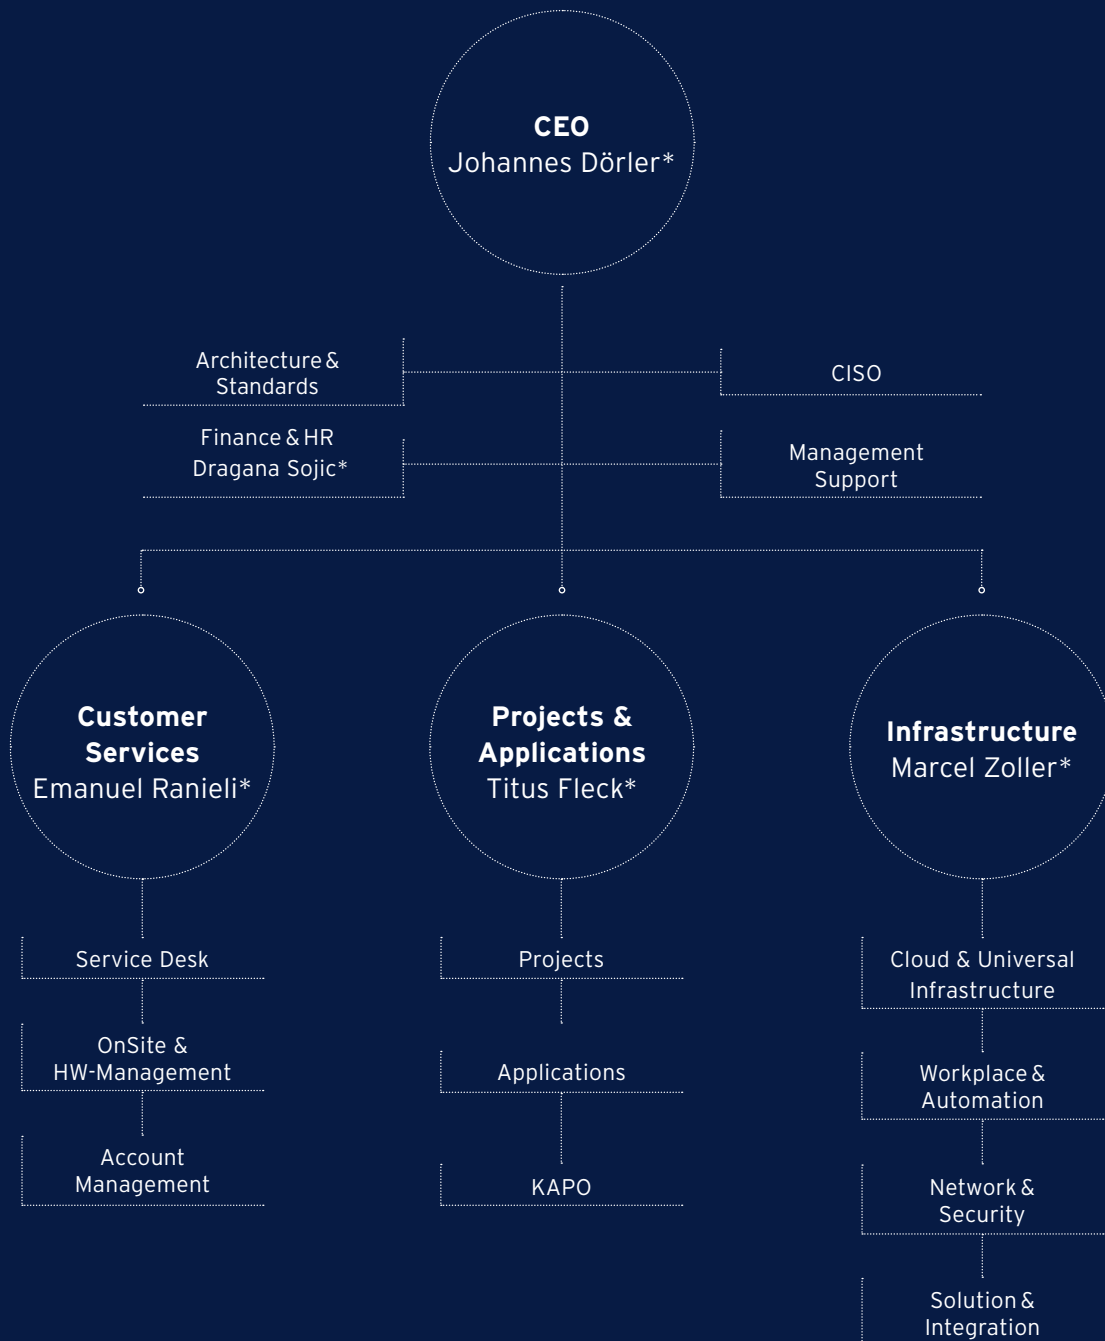 CEO
Johannes Dörler*
Architecture &
Standards
CISO
Finance & HR
Dragana Sojic*
Management
Support
Customer
Services
Emanuel Ranieli*
Projects &
Applications
Titus Fleck*
Infrastructure
Marcel Zoller*
Service Desk
OnSite &
HW-Management
Account
Management
Projects
Applications
KAPO
Cloud & Universal
Infrastructure
Workplace &
Automation
Network &
Security
Solution &
Integration